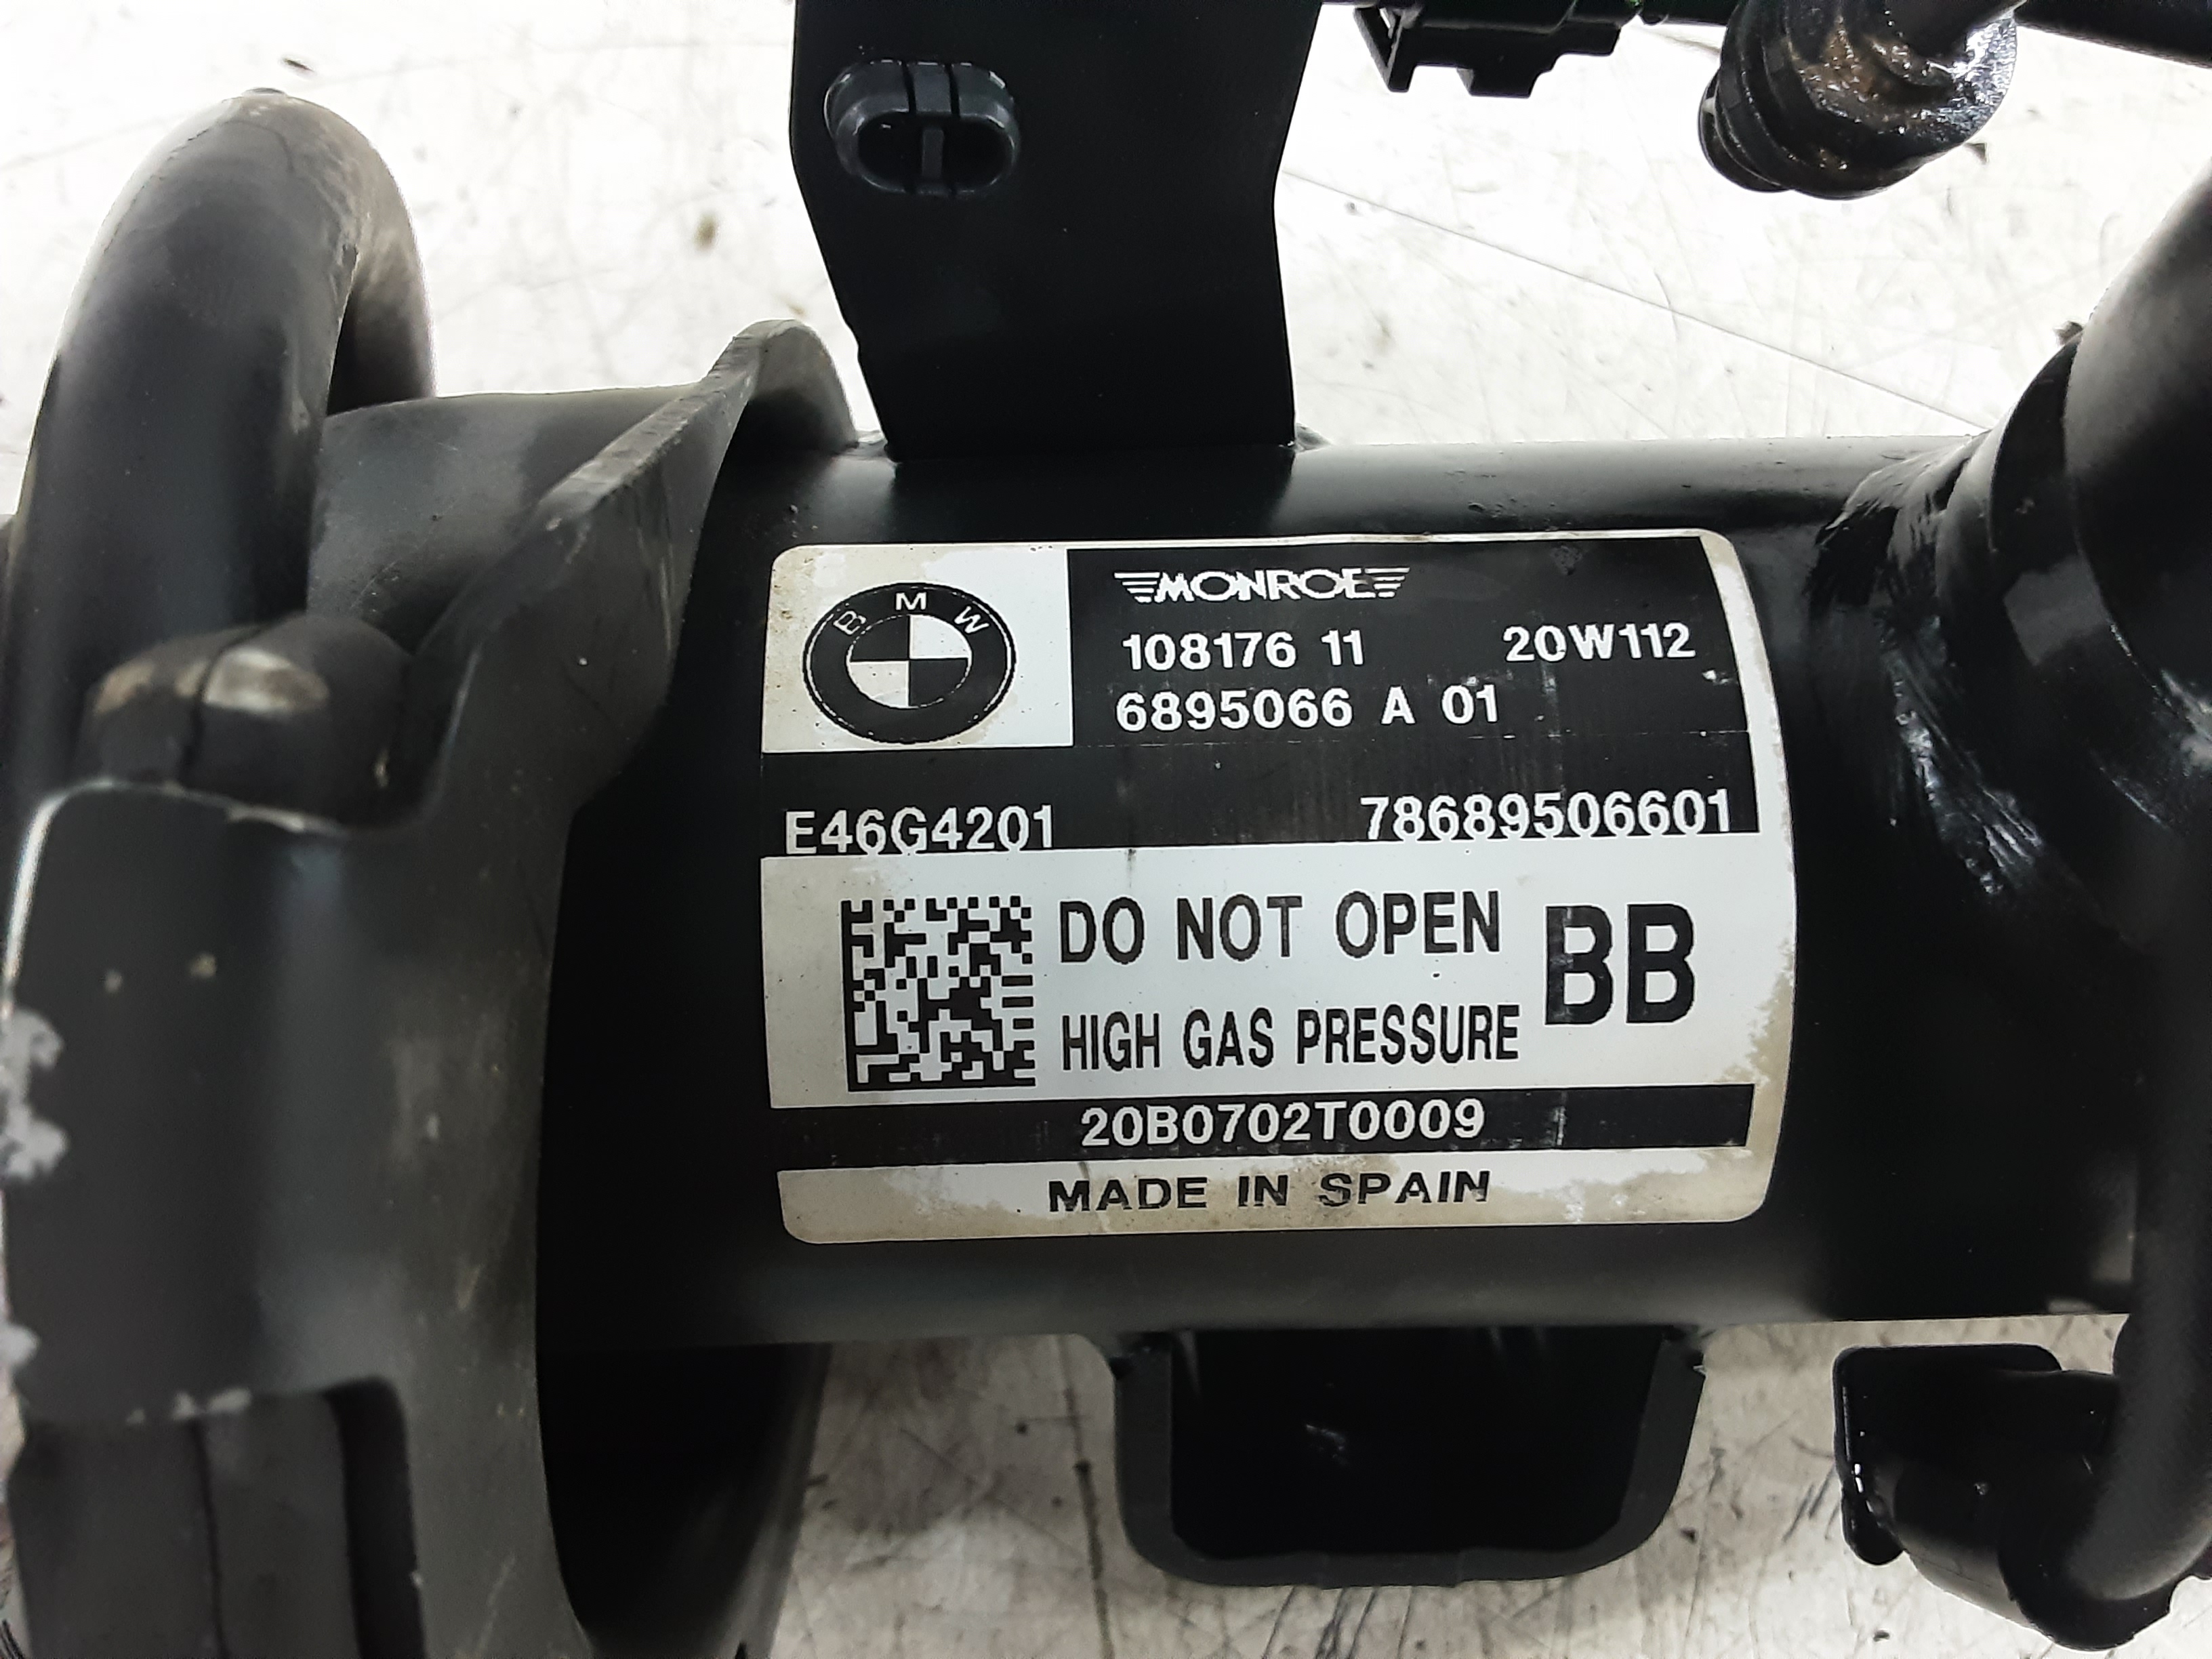 BMW
MONROE
108176 11 20W112
6895066 A 01
E46G4201 78689506601
DO NOT OPEN
HIGH GAS PRESSURE
BB
20B0702T0009
MADE IN SPAIN